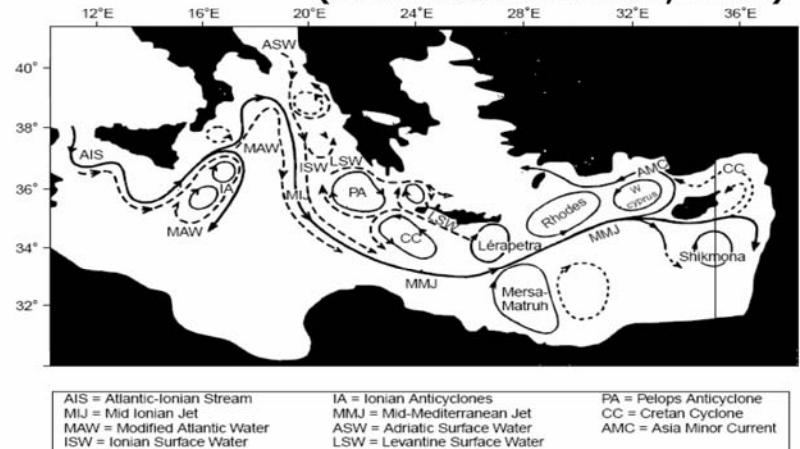 12°E 16°E 20°E 24°E 28°E 32°E 36°E
ASW
40°
38°
AIS
MAW
ISW
LSW
AMC
CC
36°
IA
MIJ
PA
W cyprus
Rhodes
MAW
LSW
CC
Lérapetra
MMJ
Shikmona
34°
MMJ
Mersa-
Matruh
32°
AIS = Atlantic-Ionian Stream
MIJ = Mid Ionian Jet
MAW = Modified Atlantic Water
ISW = Ionian Surface Water
IA = Ionian Anticyclones
MMJ = Mid-Mediterranean Jet
ASW = Adriatic Surface Water
LSW = Levantine Surface Water
PA = Pelops Anticyclone
CC = Cretan Cyclone
AMC = Asia Minor Current